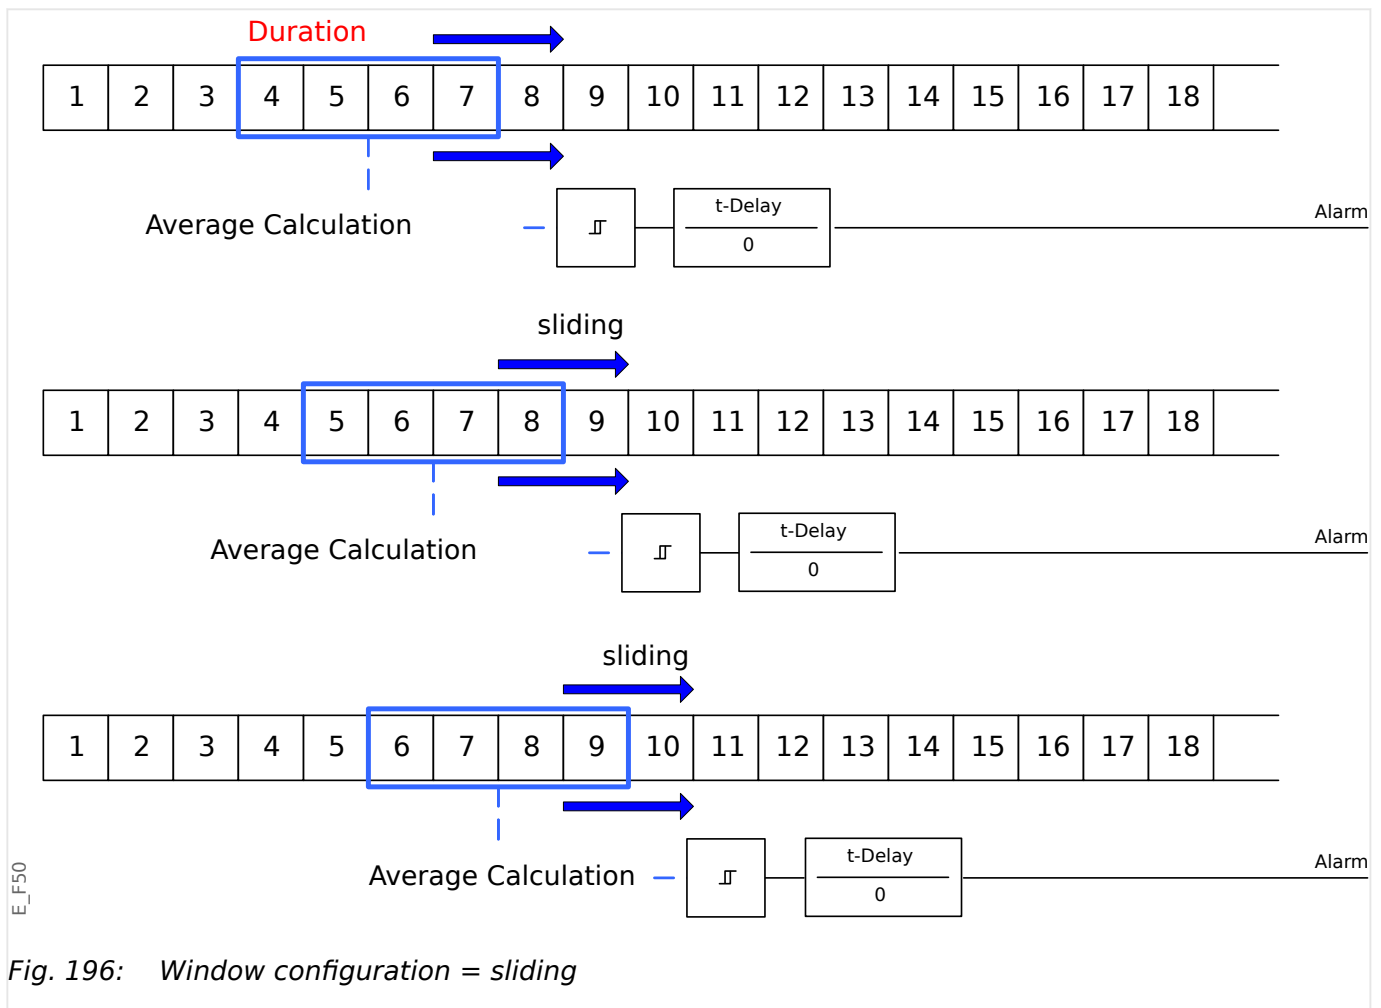 Duration
1 2 3 4 5 6 7 8 9 10 11 12 13 14 15 16 17 18
t-Delay
Average Calculation
0
Alarm
sliding
1 2 3 4 5 6 7 8 9 10 11 12 13 14 15 16 17 18
t-Delay
Average Calculation
0
Alarm
sliding
1 2 3 4 5 6 7 8 9 10 11 12 13 14 15 16 17 18
t-Delay
Average Calculation
0
Alarm
E_F50
Fig. 196: Window configuration = sliding